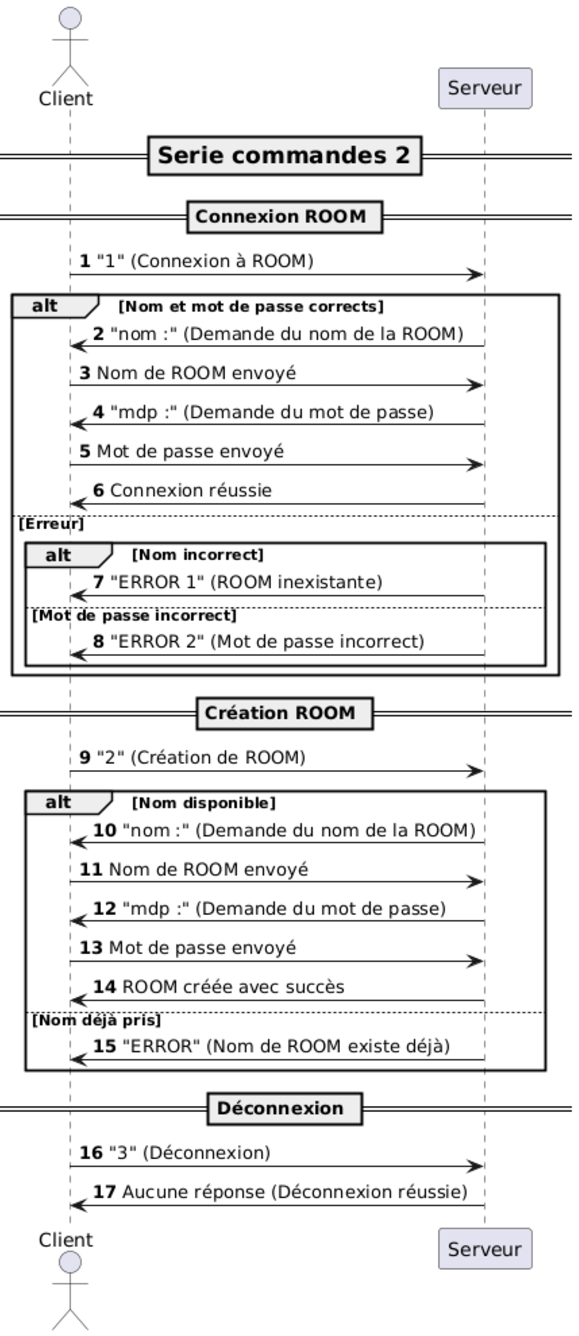 Client
Serveur
Serie commandes 2
Connexion ROOM
1 "1" (Connexion à ROOM)
alt [Nom et mot de passe corrects]
2 "nom :" (Demande du nom de la ROOM)
3 Nom de ROOM envoyé
4 "mdp :" (Demande du mot de passe)
5 Mot de passe envoyé
6 Connexion réussie
[Erreur]
alt [Nom incorrect]
7 "ERROR 1" (ROOM inexistante)
[Mot de passe incorrect]
8 "ERROR 2" (Mot de passe incorrect)
Création ROOM
9 "2" (Création de ROOM)
alt [Nom disponible]
10 "nom :" (Demande du nom de la ROOM)
11 Nom de ROOM envoyé
12 "mdp :" (Demande du mot de passe)
13 Mot de passe envoyé
14 ROOM créée avec succès
[Nom déjà pris]
15 "ERROR" (Nom de ROOM existe déjà)
Déconnexion
16 "3" (Déconnexion)
17 Aucune réponse (Déconnexion réussie)
Client
Serveur